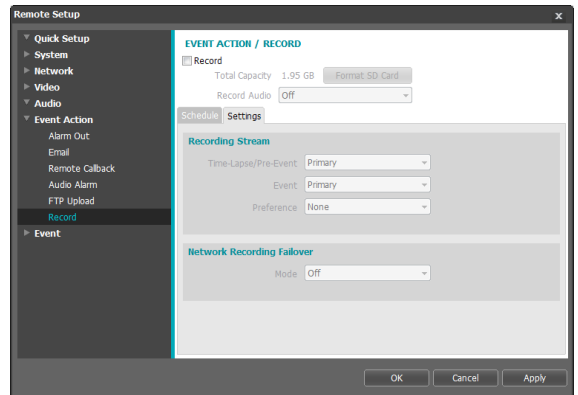 Remote Setup x
Quick Setup
System
Network
Video
Audio
Event Action
Alarm Out
Email
Remote Callback
Audio Alarm
FTP Upload
Record
Event
EVENT ACTION / RECORD
Record
Total Capacity 1.95 GB Format SD Card
Record Audio Off
Schedule Settings
Recording Stream
Time-Lapse/Pre-Event Primary
Event Primary
Preference None
Network Recording Failover
Mode Off
OK Cancel Apply